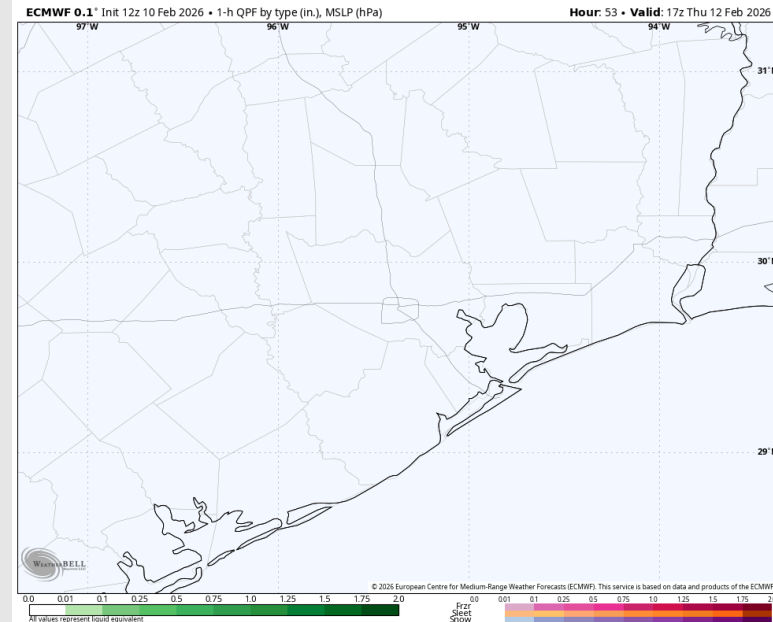 ECMWF 0.1° Init 12z 10 Feb 2026 • 1-h QPF by type (in.), MSLP (hPa) Hour: 53 • Valid: 17z Thu 12 Feb 2026
97°W 96°W 95°W 94°W
31°N
30°N
29°N
WEATHERBELL
© 2026 European Centre for Medium-Range Weather Forecasts (ECMWF). This service is based on data and products of the ECMWF
0.0 0.01 0.1 0.25 0.5 0.75 1.0 1.25 1.5 1.75 2.0 0.0 0.01 0.1 0.25 0.5 0.75 1.0 1.25 1.5 1.75
Frzr
Sleet
Snow
All values represent liquid equivalent